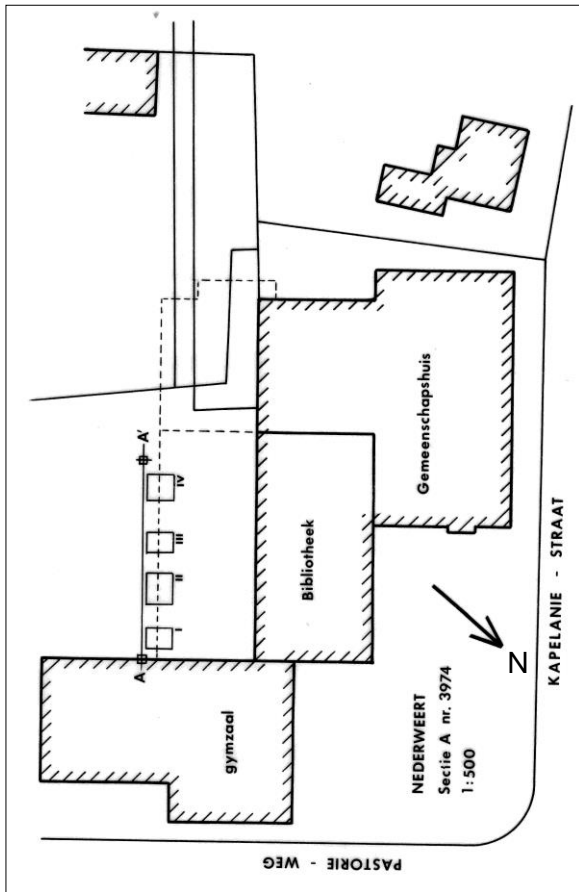 A'
IV
III
II
I
A
gymzaal
Bibliotheek
Gemeenschapshuis
NEDERWEERT
Sectie A nr. 3974
1:500
N
KAPELANIE - STRAAT
PASTORIE - WEG